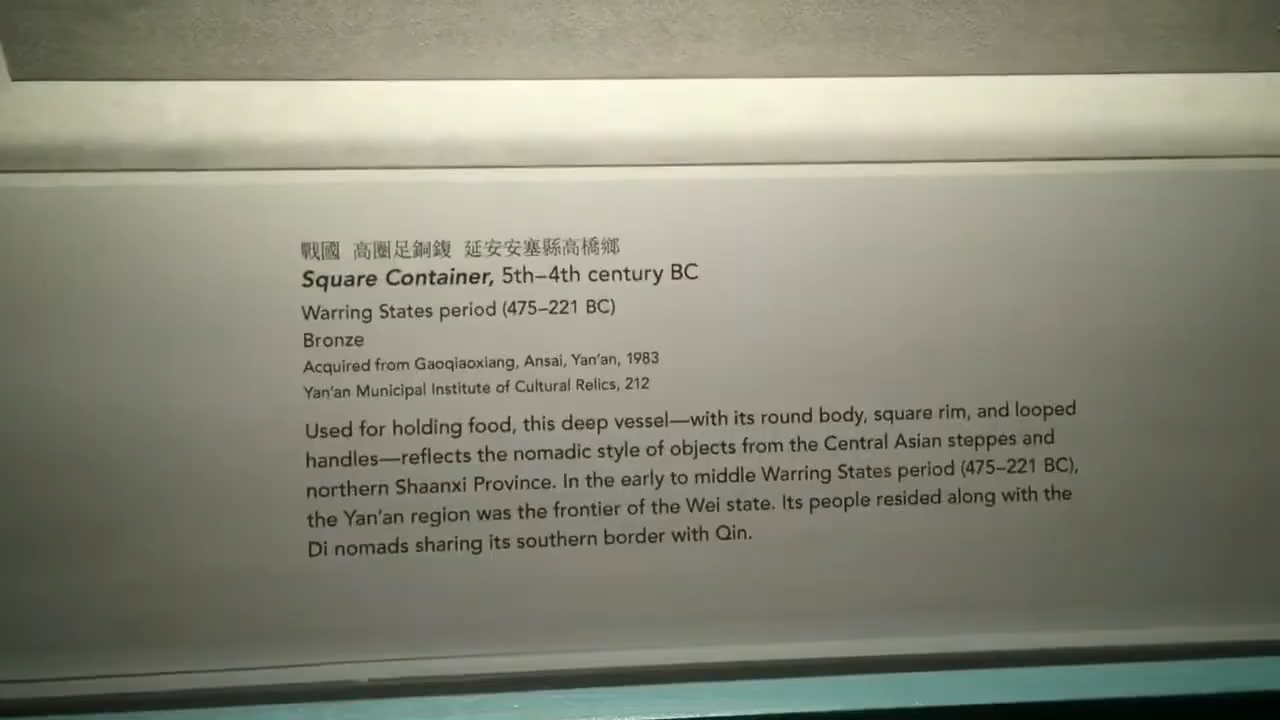 戰國 高圈足銅鍑 延安安塞縣高橋鄉
Square Container, 5th–4th century BC
Warring States period (475–221 BC)
Bronze
Acquired from Gaoqiaoxiang, Ansai, Yan’an, 1983
Yan’an Municipal Institute of Cultural Relics, 212
Used for holding food, this deep vessel—with its round body, square rim, and looped
handles—reflects the nomadic style of objects from the Central Asian steppes and
northern Shaanxi Province. In the early to middle Warring States period (475–221 BC),
the Yan’an region was the frontier of the Wei state. Its people resided along with the
Di nomads sharing its southern border with Qin.